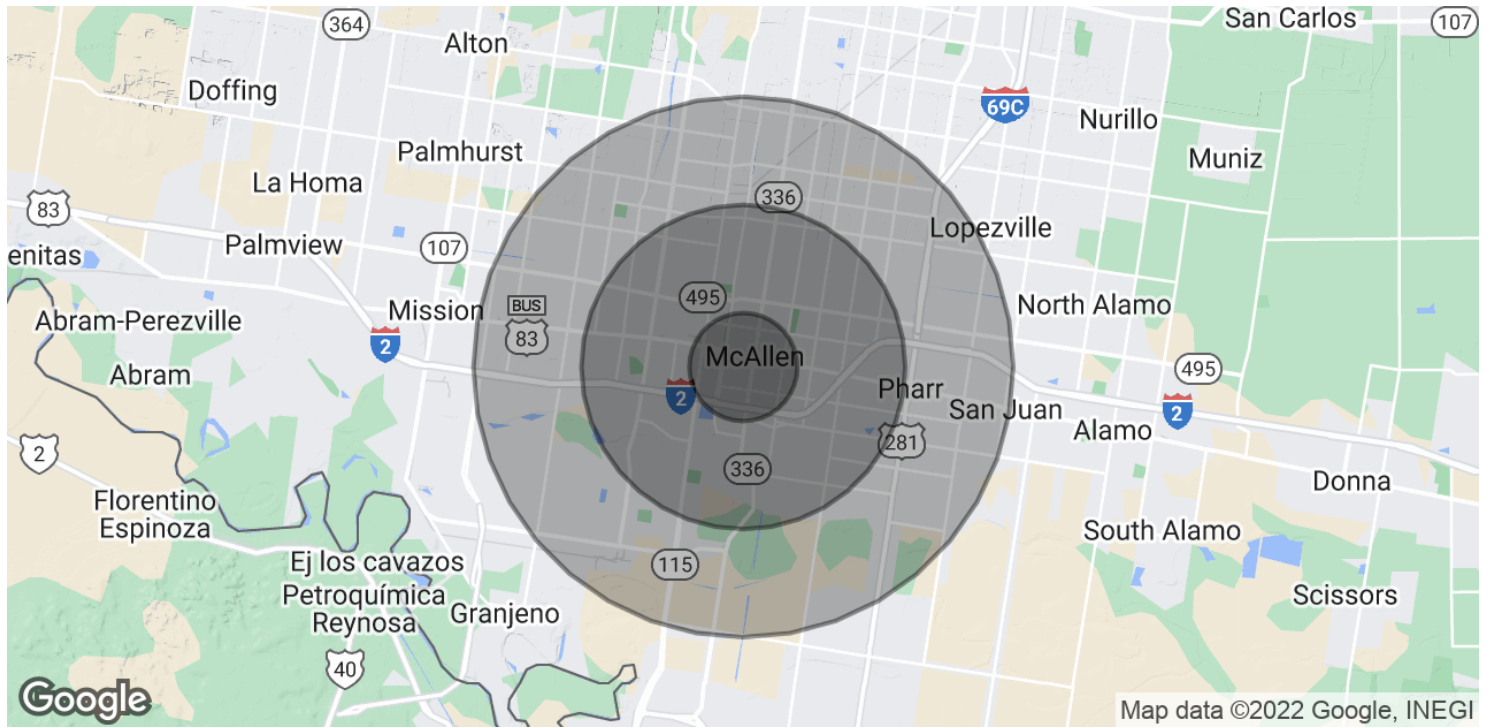 364
Alton
San Carlos
107
Doffing
69C
Nurillo
Palmhurst
Muniz
La Homa
83
336
Lopezville
107
Palmview
enitas
495
North Alamo
BUS
83
Mission
Abram-Perezville
2
McAllen
495
Abram
2
Pharr
San Juan
2
Alamo
281
2
336
Donna
Florentino
Espinoza
South Alamo
Ej los cavazos
115
Petroquímica
Reynosa
Granjeno
Scissors
40
Google
Map data ©2022 Google, INEGI